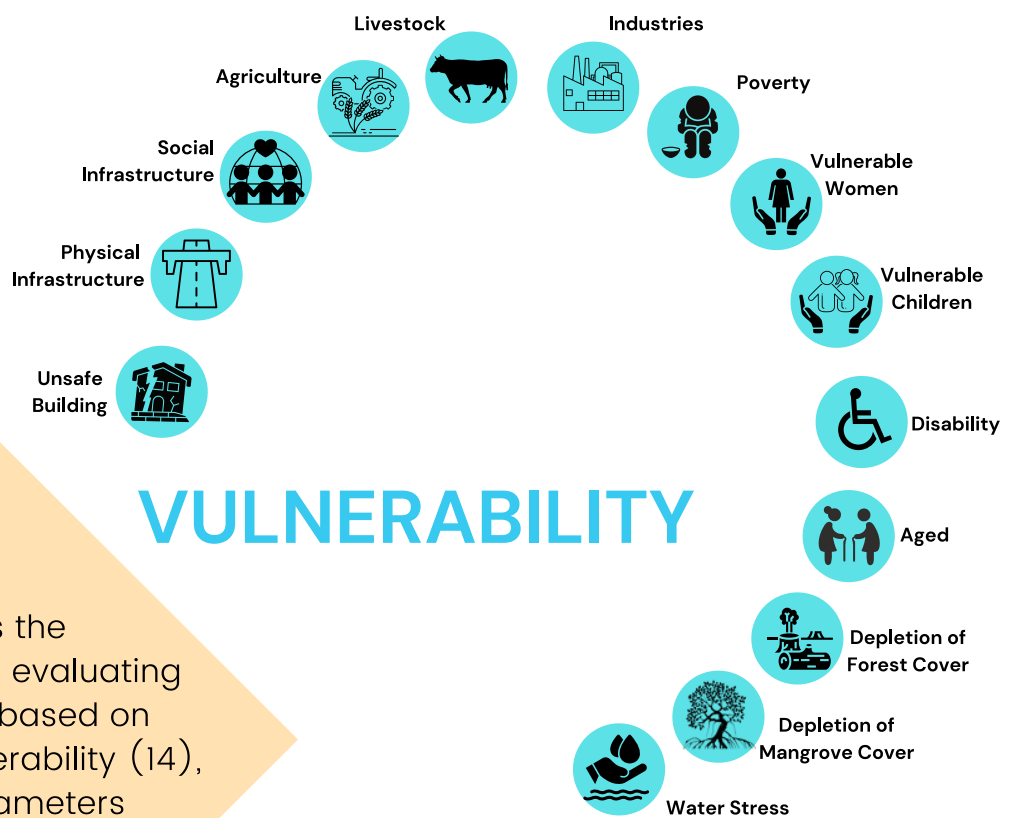 Livestock
Industries
Agriculture
Poverty
Social
Infrastructure
Vulnerable
Women
Physical
Infrastructure
Vulnerable
Children
Unsafe
Building
Disability
VULNERABILITY
Aged
s the
evaluating
based on
erability (14),
ameters
Depletion of
Forest Cover
Depletion of
Mangrove Cover
Water Stress